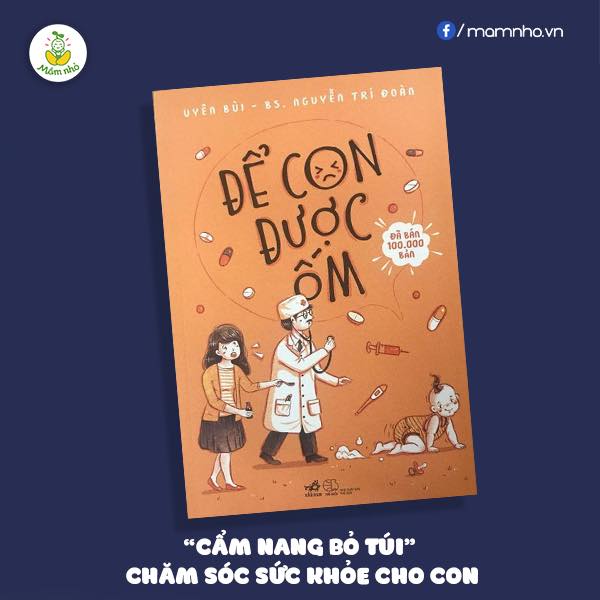 Mầm nhỏ
f/mamnho.vn
UYÊN BÙI - BS. NGUYỄN TRÍ ĐOÀN
ĐỂ CON
ĐƯỢC
ỐM
ĐÃ BÁN
100.000
BẢN
"CẨM NANG BỎ TÚI"
CHĂM SÓC SỨC KHỎE CHO CON